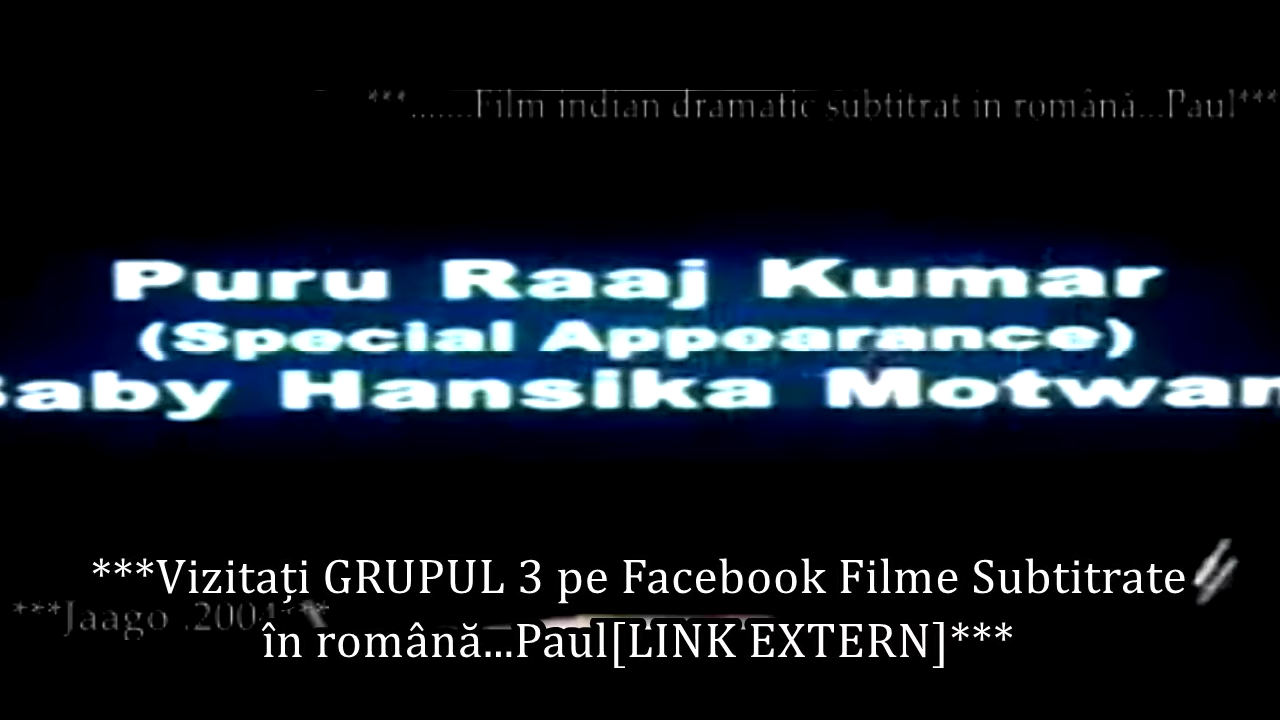 ***.......Film indian dramatic subtitrat in română...Paul***
Puru Raaj Kumar
(Special Appearance)
Baby Hansika Motwan
***Vizitați GRUPUL 3 pe Facebook Filme Subtitrate
***Jaago .2004***
în română...Paul[LINK EXTERN]***